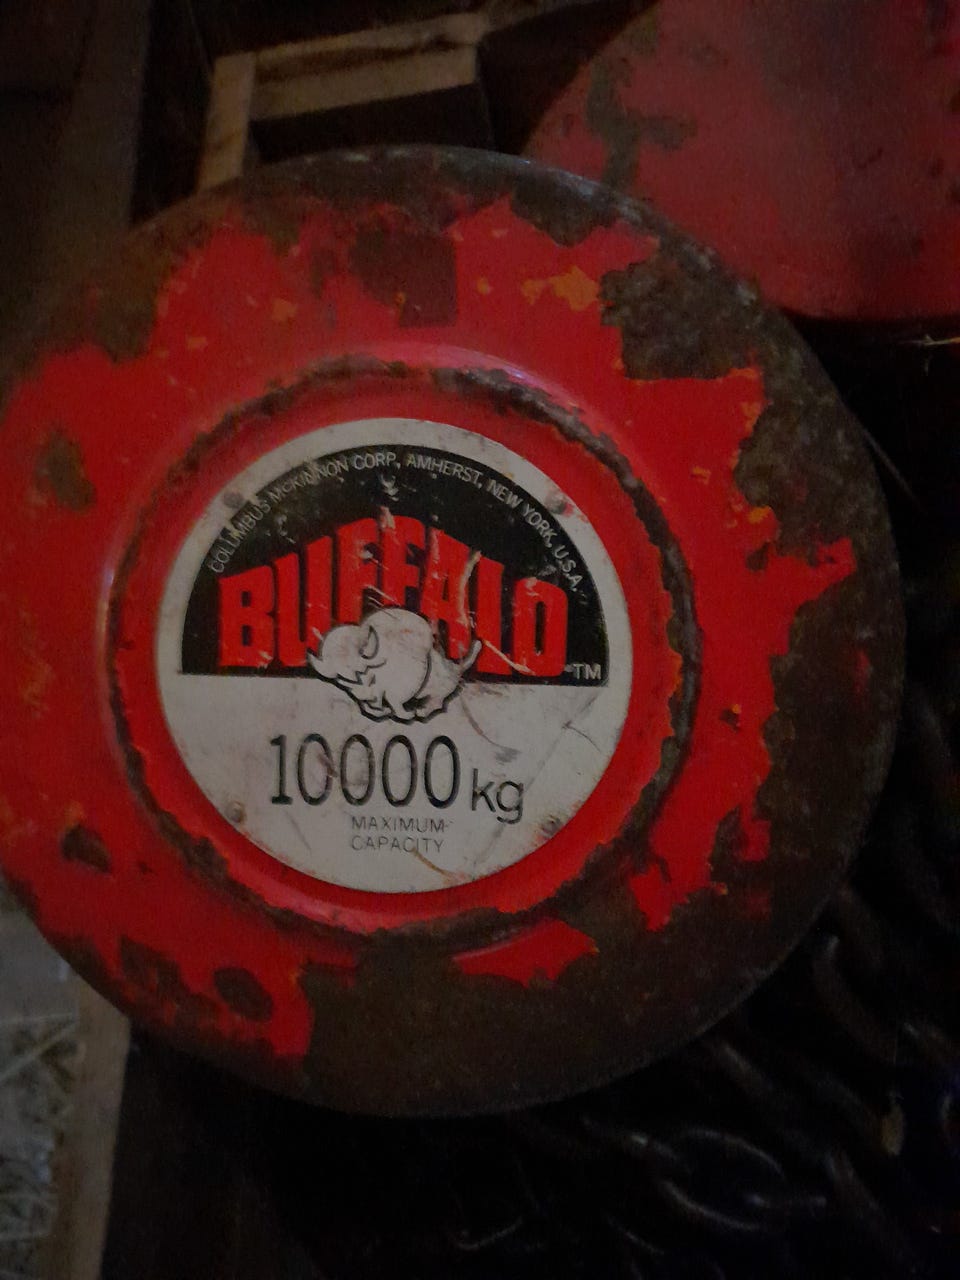 COLUMBUS McKINNON CORP., AMHERST, NEW YORK, U.S.A.
BUFFALO TM
10000 kg
MAXIMUM
CAPACITY